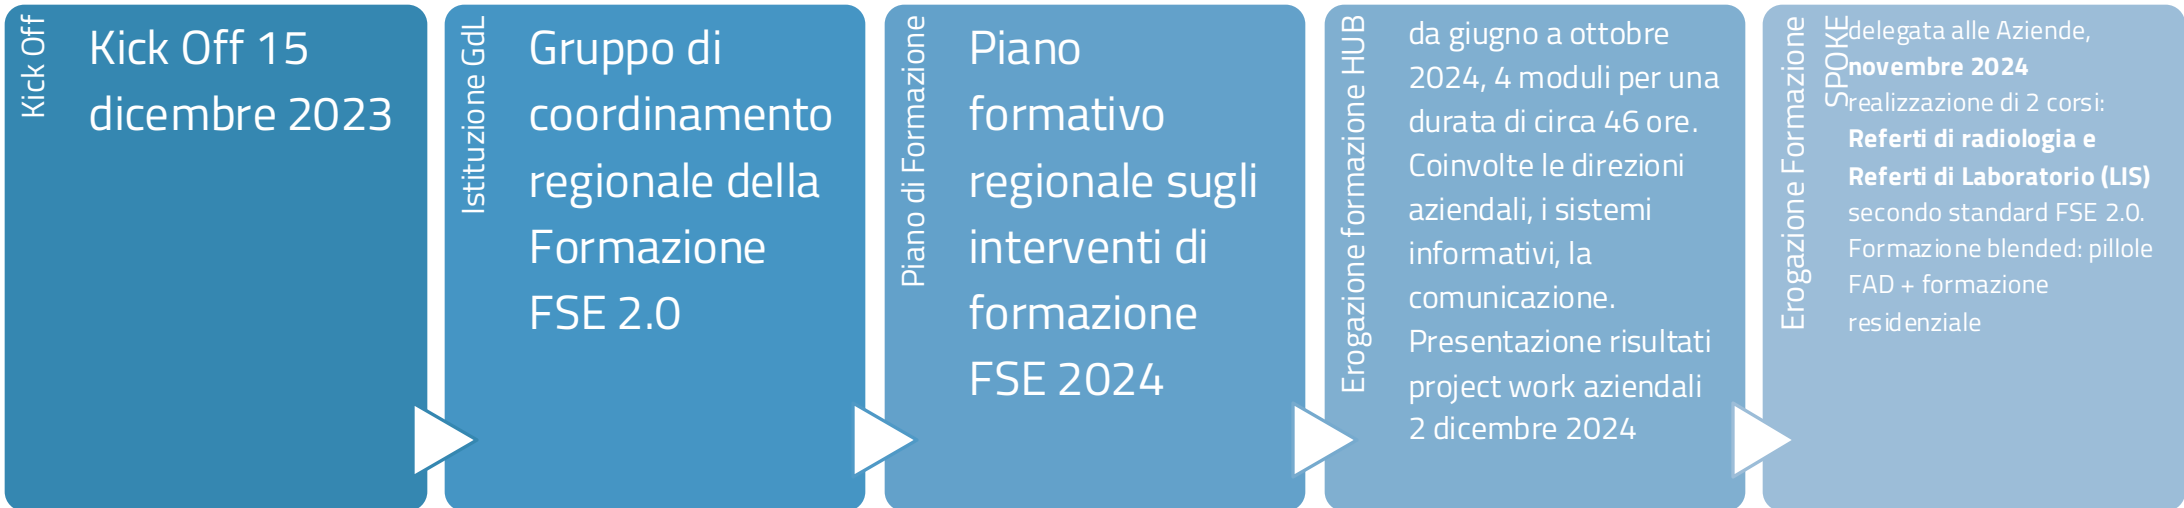 Kick Off
Kick Off 15
dicembre 2023
Istituzione GdL
Gruppo di
coordinamento
regionale della
Formazione
FSE 2.0
Piano di Formazione
Piano
formativo
regionale sugli
interventi di
formazione
FSE 2024
Erogazione formazione HUB
da giugno a ottobre
2024, 4 moduli per una
durata di circa 46 ore.
Coinvolte le direzioni
aziendali, i sistemi
informativi, la
comunicazione.
Presentazione risultati
project work aziendali
2 dicembre 2024
Erogazione Formazione
SPOKE
delegata alle Aziende,
novembre 2024
realizzazione di 2 corsi:
Referti di radiologia e
Referti di Laboratorio (LIS)
secondo standard FSE 2.0.
Formazione blended: pillole
FAD + formazione
residenziale